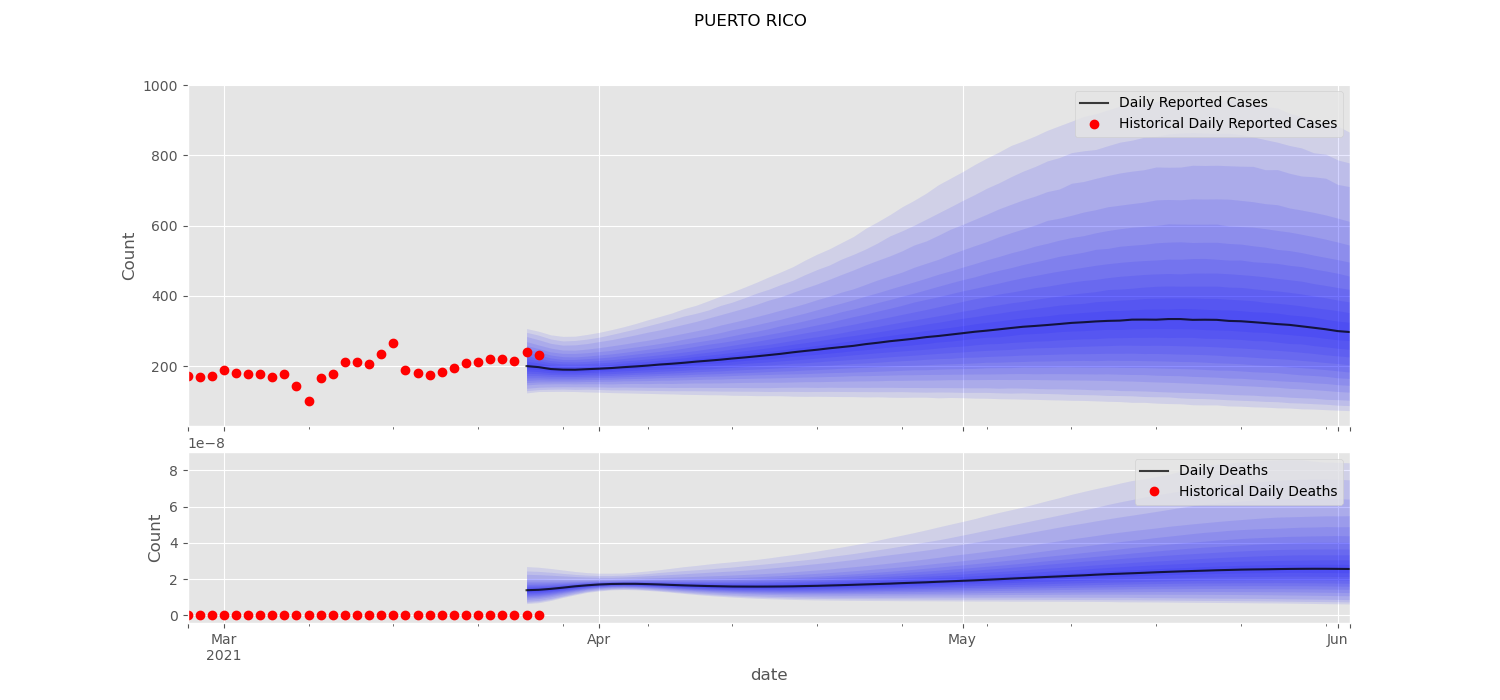 PUERTO RICO
1000
800
600
400
200
Count
Daily Reported Cases
Historical Daily Reported Cases
1e−8
8
6
4
2
0
Count
Daily Deaths
Historical Daily Deaths
Mar
2021
Apr
May
Jun
date